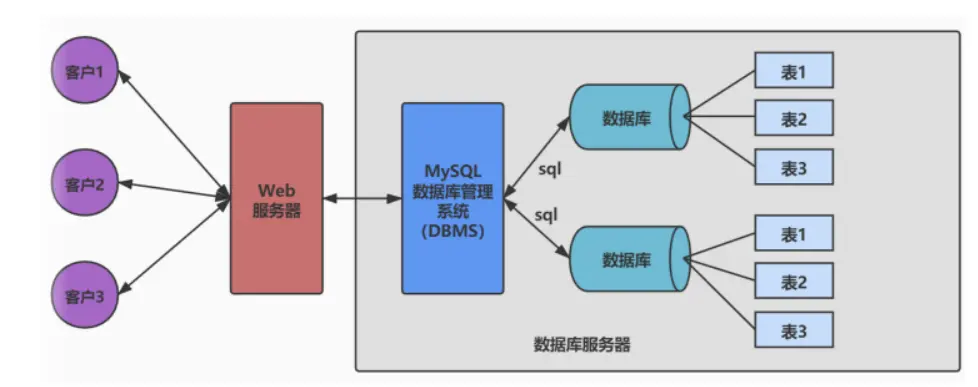 客户1
客户2
客户3
Web
服务器
MySQL
数据库管理
系统
(DBMS)
sql
sql
数据库
表1
表2
表3
数据库
表1
表2
表3
数据库服务器